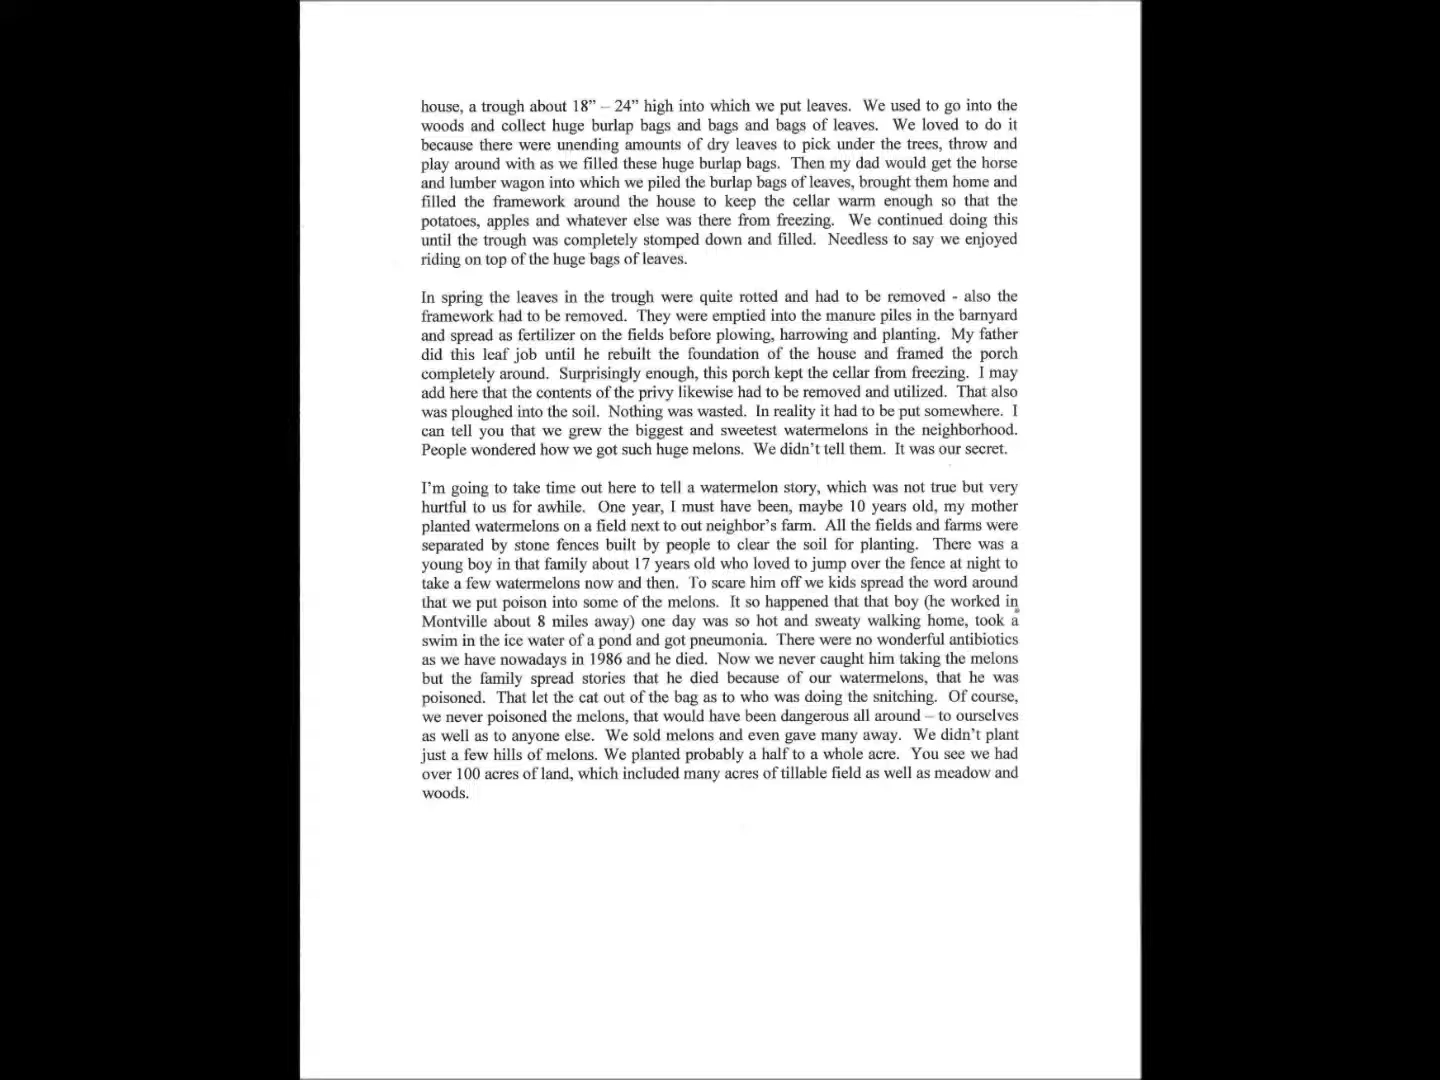 house, a trough about 18” – 24” high into which we put leaves. We used to go into the
woods and collect huge burlap bags and bags and bags of leaves. We loved to do it
because there were unending amounts of dry leaves to pick under the trees, throw and
play around with as we filled these huge burlap bags. Then my dad would get the horse
and lumber wagon into which we piled the burlap bags of leaves, brought them home and
filled the framework around the house to keep the cellar warm enough so that the
potatoes, apples and whatever else was there from freezing. We continued doing this
until the trough was completely stomped down and filled. Needless to say we enjoyed
riding on top of the huge bags of leaves.
In spring the leaves in the trough were quite rotted and had to be removed - also the
framework had to be removed. They were emptied into the manure piles in the barnyard
and spread as fertilizer on the fields before plowing, harrowing and planting. My father
did this leaf job until he rebuilt the foundation of the house and framed the porch
completely around. Surprisingly enough, this porch kept the cellar from freezing. I may
add here that the contents of the privy likewise had to be removed and utilized. That also
was ploughed into the soil. Nothing was wasted. In reality it had to be put somewhere. I
can tell you that we grew the biggest and sweetest watermelons in the neighborhood.
People wondered how we got such huge melons. We didn’t tell them. It was our secret.
I’m going to take time out here to tell a watermelon story, which was not true but very
hurtful to us for awhile. One year, I must have been, maybe 10 years old, my mother
planted watermelons on a field next to out neighbor’s farm. All the fields and farms were
separated by stone fences built by people to clear the soil for planting. There was a
young boy in that family about 17 years old who loved to jump over the fence at night to
take a few watermelons now and then. To scare him off we kids spread the word around
that we put poison into some of the melons. It so happened that that boy (he worked in
Montville about 8 miles away) one day was so hot and sweaty walking home, took a
swim in the ice water of a pond and got pneumonia. There were no wonderful antibiotics
as we have nowadays in 1986 and he died. Now we never caught him taking the melons
but the family spread stories that he died because of our watermelons, that he was
poisoned. That let the cat out of the bag as to who was doing the snitching. Of course,
we never poisoned the melons, that would have been dangerous all around – to ourselves
as well as to anyone else. We sold melons and even gave many away. We didn’t plant
just a few hills of melons. We planted probably a half to a whole acre. You see we had
over 100 acres of land, which included many acres of tillable field as well as meadow and
woods.